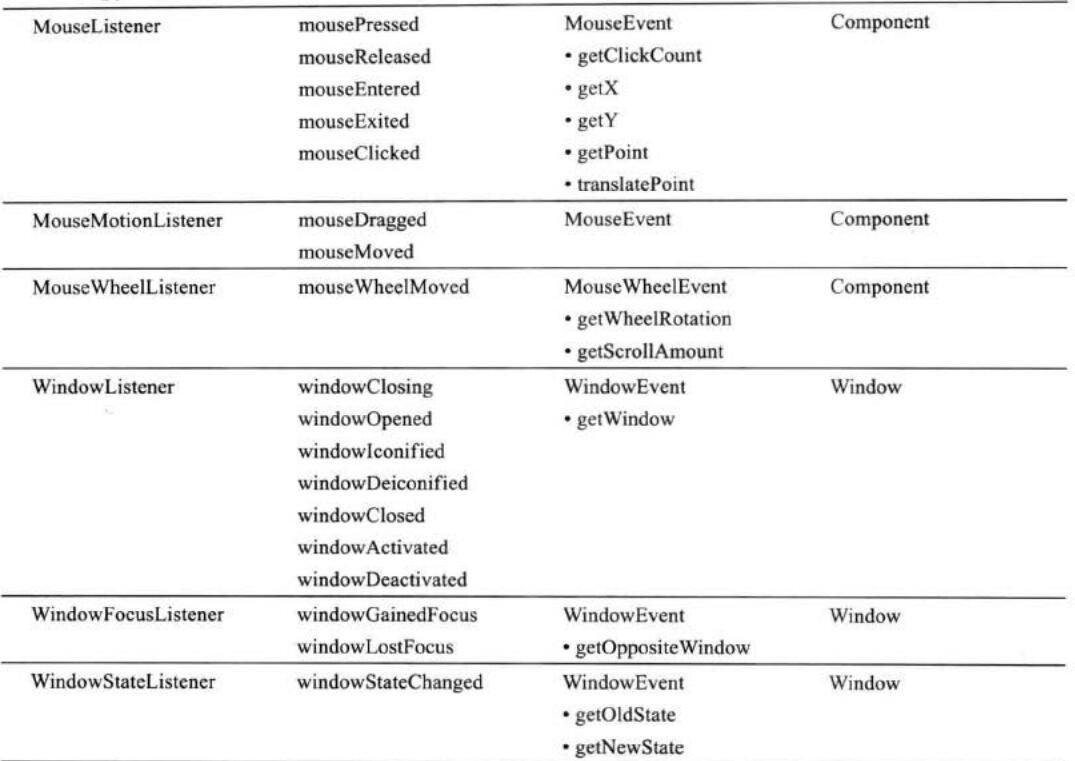 MouseListener mousePressed MouseEvent Component
mouseReleased • getClickCount
mouseEntered • getX
mouseExited • getY
mouseClicked • getPoint
• translatePoint
MouseMotionListener mouseDragged MouseEvent Component
mouseMoved
MouseWheelListener mouseWheelMoved MouseWheelEvent Component
• getWheelRotation
• getScrollAmount
WindowListener windowClosing WindowEvent Window
windowOpened • getWindow
windowIconified
windowDeiconified
windowClosed
windowActivated
windowDeactivated
WindowFocusListener windowGainedFocus WindowEvent Window
windowLostFocus • getOppositeWindow
WindowStateListener windowStateChanged WindowEvent Window
• getOldState
• getNewState